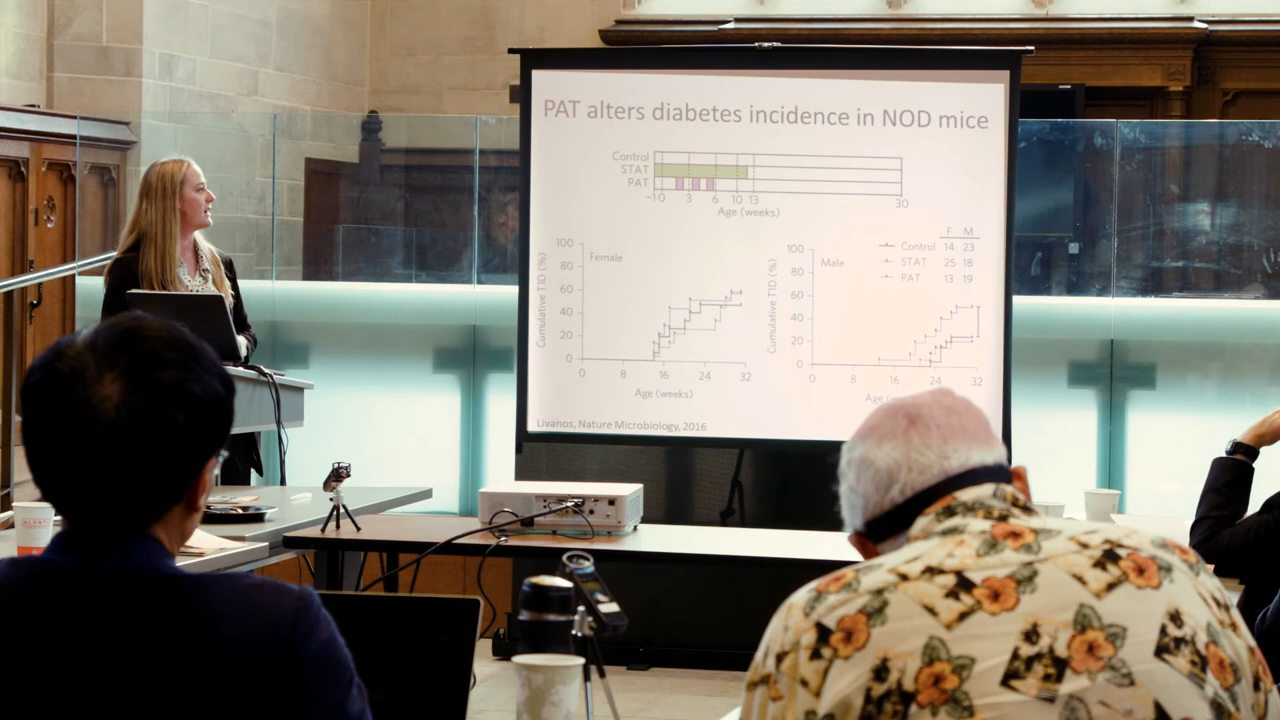 PAT alters diabetes incidence in NOD mice
Control
STAT
PAT
-10 3 6 10 13 30
Age (weeks)
Female
Cumulative T1D (%)
100
80
60
40
20
0
0 8 16 24 32
Age (weeks)
Male
Cumulative T1D (%)
100
80
60
40
20
0
0 8 16 24 32
Age
F M
Control 14 23
STAT 25 18
PAT 13 19
Livanos, Nature Microbiology, 2016